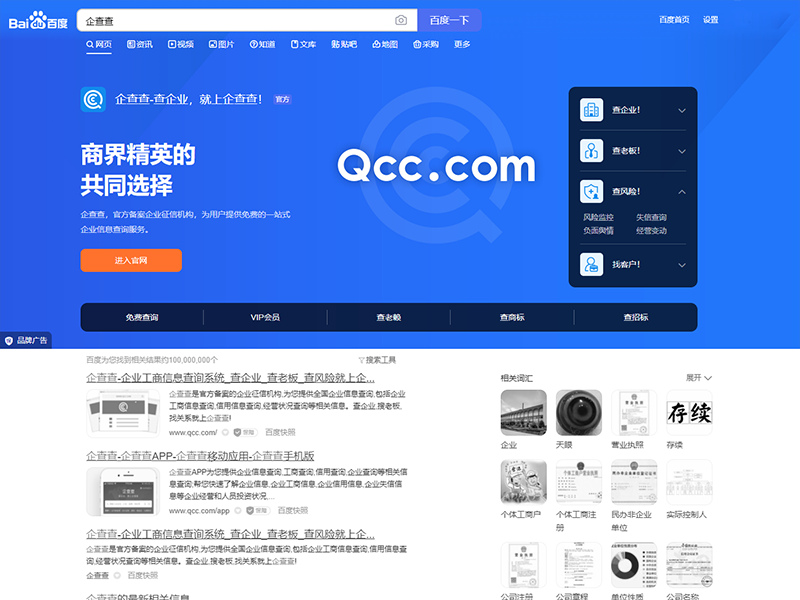 Bai du 百度
企查查
百度一下
百度首页 设置
网页 资讯 视频 图片 知道 文库 贴吧 地图 采购 更多
企查查-查企业，就上企查查！ 官方
商界精英的
共同选择
企查查，官方备案企业征信机构，为用户提供免费的一站式
企业信息查询服务。
进入官网
Qcc.com
查企业！
查老板！
查风险！
风险监控 失信查询
负面舆情 经营变动
找客户！
免费查询 VIP会员 查老赖 查商标 查招标
品牌广告
百度为您找到相关结果约100,000,000个 搜索工具
企查查-企业工商信息查询系统_查企业_查老板_查风险就上企...
企查查是官方备案的企业征信机构,为您提供全国企业信息查询,包括企业
工商信息查询,信用信息查询,经营状况查询等相关信息。查企业,搜老板,
找关系就上企查查!
www.qcc.com/ 保障 百度快照
企查查-企查查APP-企查查移动应用-企查查手机版
企查查APP为您提供企业信息查询,工商查询,信用查询,企业查询等相关信
息查询;帮您快速了解企业信息,企业工商信息,企业信用信息,企业失信信
息等企业经营和人员投资状况....
www.qcc.com/app 保障 百度快照
企查查-企业工商信息查询系统_查企业_查老板_查风险就上企...
企查查是官方备案的企业征信机构,为您提供全国企业信息查询,包括企业工商信息查询,信用信息查
询,经营状况查询等相关信息。查企业,搜老板,找关系就上企查查!
企查查 百度快照
企查查的最新相关信息
相关词汇 展开
存续
企业 天眼 营业执照 存续
个体工商户 个体工商注册 民办非企业单位 实际控制人
公司注册 公司章程 单位性质 公司名称